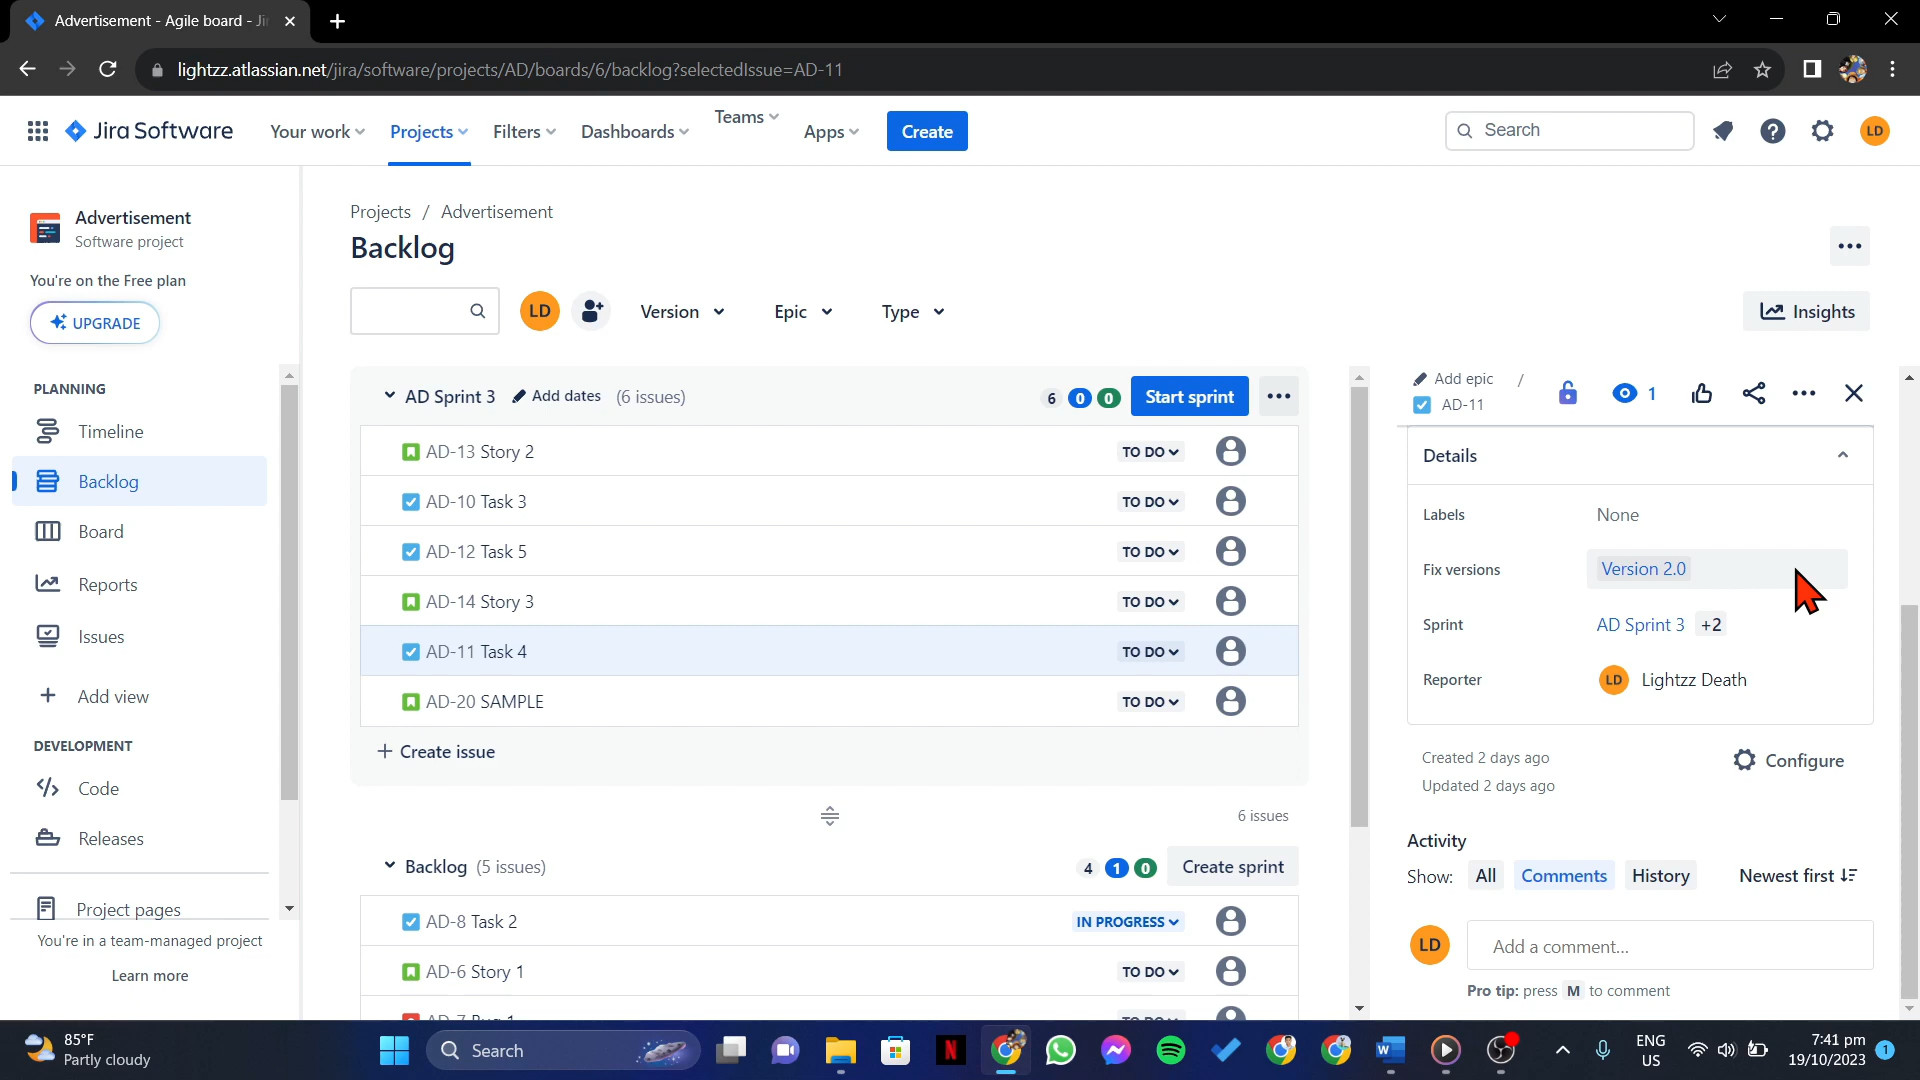 Advertisement - Agile board - Ji
lightzz.atlassian.net/jira/software/projects/AD/boards/6/backlog?selectedIssue=AD-11
Jira Software
Your work
Projects
Filters
Dashboards
Teams
Apps
Create
Search
LD
Advertisement
Software project
You're on the Free plan
UPGRADE
PLANNING
Timeline
Backlog
Board
Reports
Issues
Add view
DEVELOPMENT
Code
Releases
Project pages
You're in a team-managed project
Learn more
Projects / Advertisement
Backlog
LD
Version
Epic
Type
Insights
AD Sprint 3 Add dates (6 issues)
6 0 0
Start sprint
AD-13 Story 2 TO DO
AD-10 Task 3 TO DO
AD-12 Task 5 TO DO
AD-14 Story 3 TO DO
AD-11 Task 4 TO DO
AD-20 SAMPLE TO DO
+ Create issue
6 issues
Backlog (5 issues)
4 1 0
Create sprint
AD-8 Task 2 IN PROGRESS
AD-6 Story 1 TO DO
AD-7 Bug 1 TO DO
Add epic /
AD-11
1
Details
Labels None
Fix versions Version 2.0
Sprint AD Sprint 3 +2
Reporter LD Lightzz Death
Created 2 days ago
Updated 2 days ago
Configure
Activity
Show: All Comments History Newest first
LD
Add a comment...
Pro tip: press M to comment
85°F
Partly cloudy
Search
N
W
ENG
US
7:41 pm
19/10/2023
1